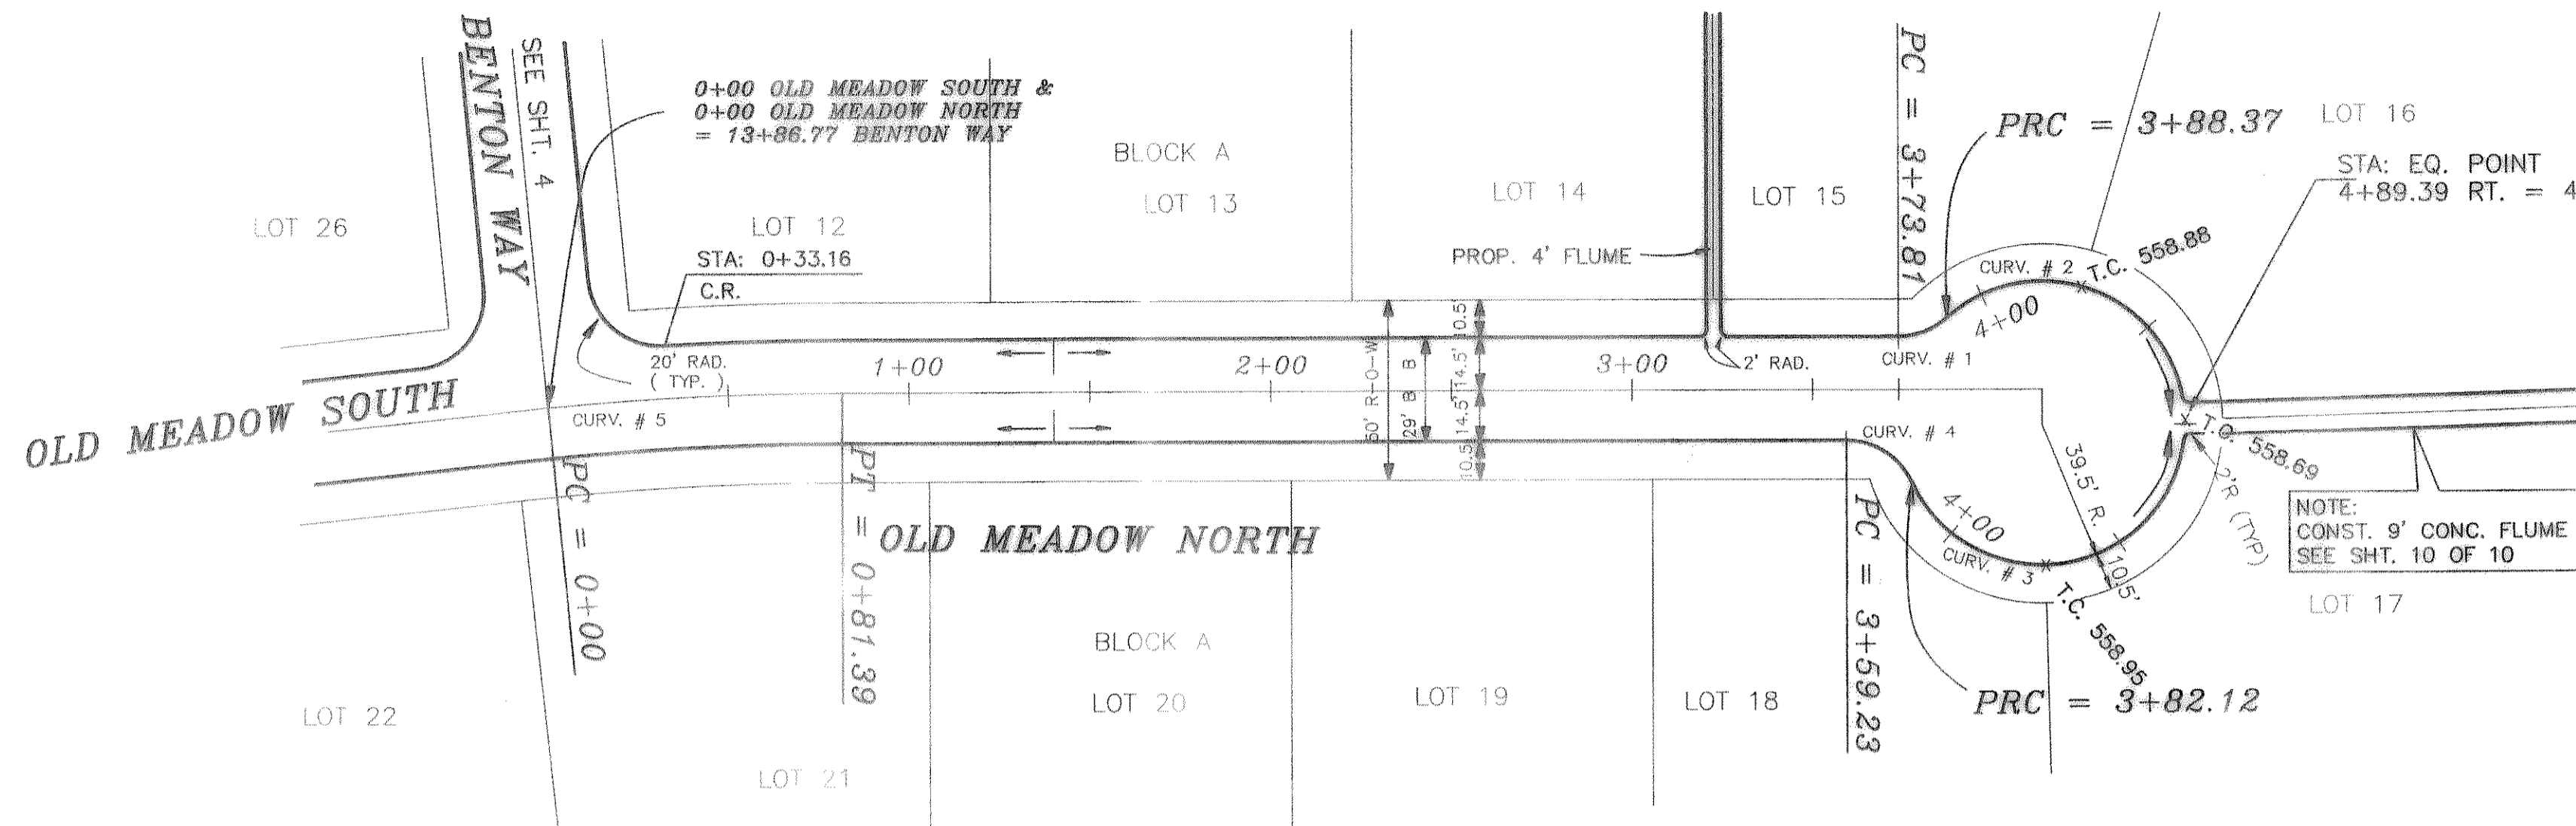 BENTON WAY
SEE SHT. 4
0+00 OLD MEADOW SOUTH &
0+00 OLD MEADOW NORTH
= 13+86.77 BENTON WAY
BLOCK A
LOT 13
LOT 14
LOT 15
PC = 3+73.81
PRC = 3+88.37
LOT 16
STA: EQ. POINT
4+89.39 RT. = 4
LOT 26
LOT 12
STA: 0+33.16
C.R.
PROP. 4' FLUME
CURV. # 2
T.C. 558.88
4+00
20' RAD.
( TYP. )
1+00
2+00
3+00
2' RAD.
CURV. # 1
50' R-O-W
29' B B
10.5'
14.5'
14.5'
10.5'
OLD MEADOW SOUTH
CURV. # 5
CURV. # 4
T.C. 558.69
2'R (TYP)
39.5' R.
10.5'
PC = 0+00
PT = 0+81.39
OLD MEADOW NORTH
PC = 3+59.23
4+00
CURV. # 3
T.C. 558.95
NOTE:
CONST. 9' CONC. FLUME
SEE SHT. 10 OF 10
LOT 17
BLOCK A
LOT 22
LOT 21
LOT 20
LOT 19
LOT 18
PRC = 3+82.12